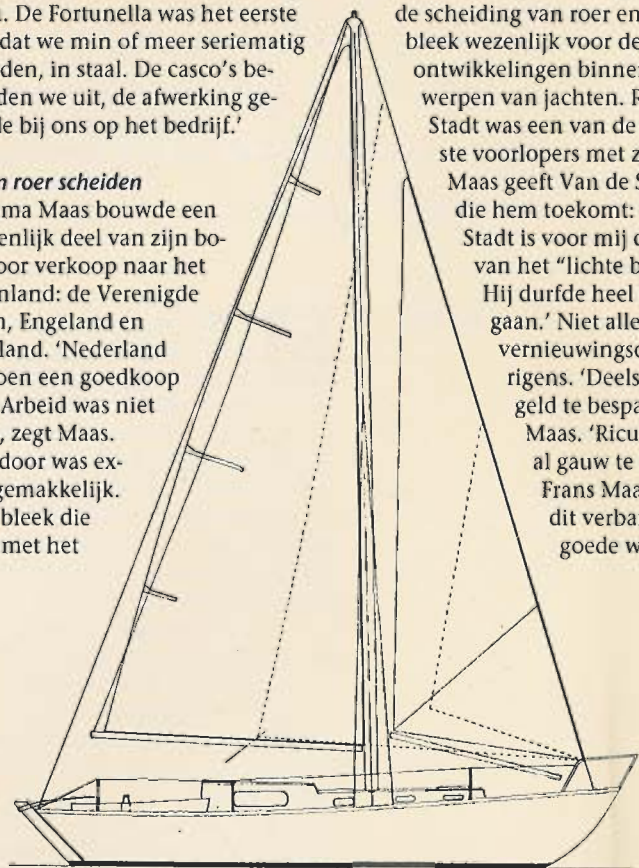 . De Fortunella was het eerste
dat we min of meer seriematig
den, in staal. De casco's be-
den we uit, de afwerking ge-
de bij ons op het bedrijf.'
n roer scheiden
ma Maas bouwde een
enlijk deel van zijn bo-
oor verkoop naar het
nland: de Verenigde
n, Engeland en
land. 'Nederland
oen een goedkoop
Arbeid was niet
, zegt Maas.
door was ex-
gemakkelijk.
bleek die
met het
de scheiding van roer en
bleek wezenlijk voor de
ontwikkelingen binne
werpen van jachten. R
Stadt was een van de
ste voorlopers met z
Maas geeft Van de S
die hem toekomt:
Stadt is voor mij d
van het "lichte b
Hij durfde heel
gaan.' Niet alle
vernieuwingsd
rigens. 'Deels
geld te bespa
Maas. 'Ricu
al gauw te
Frans Maa
dit verba
goede w